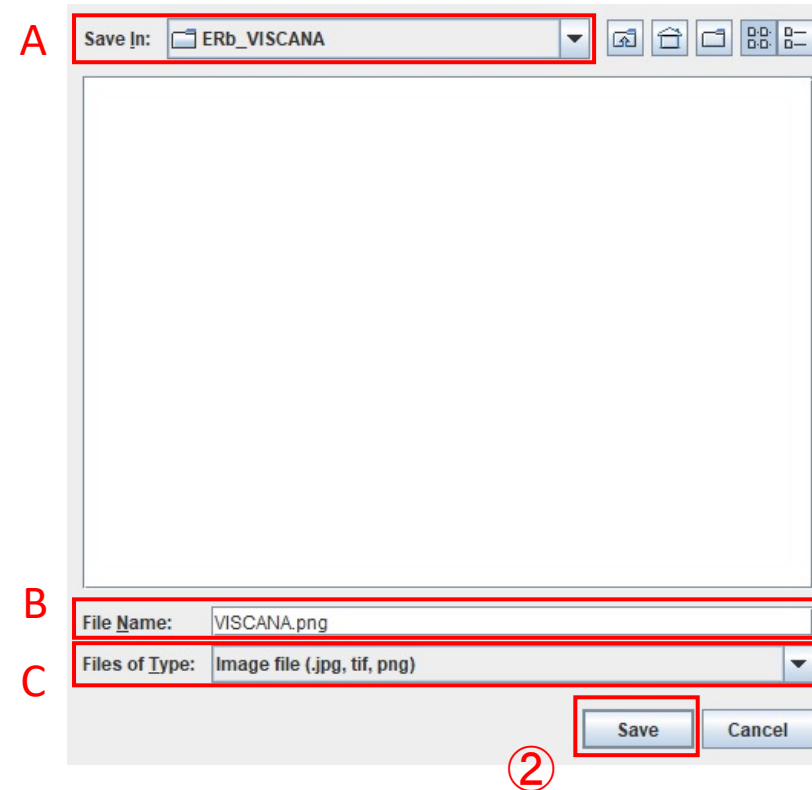 A
Save In: ERb_VISCANA
B
File Name: VISCANA.png
C
Files of Type: Image file (.jpg, tif, png)
Save Cancel
②